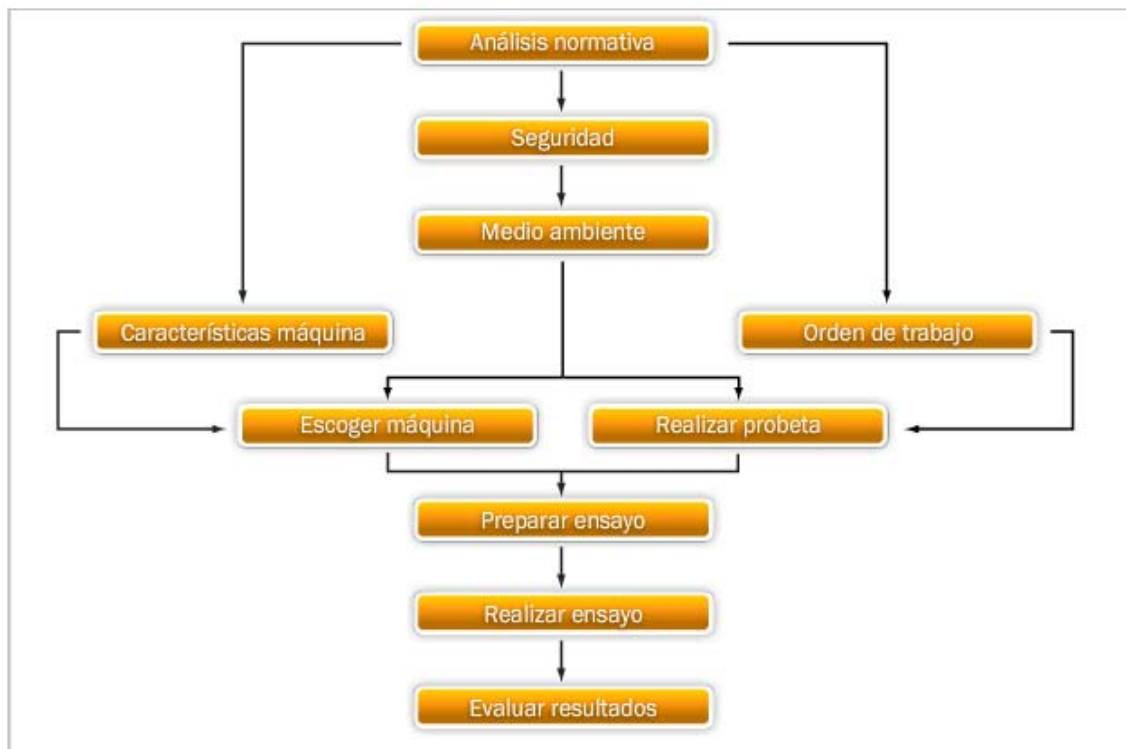 Análisis normativa
Seguridad
Medio ambiente
Característícas máquina
Orden de trabajo
Escoger máquina
Realizar probeta
Preparar ensayo
Realizar ensayo
Evaluar resultados